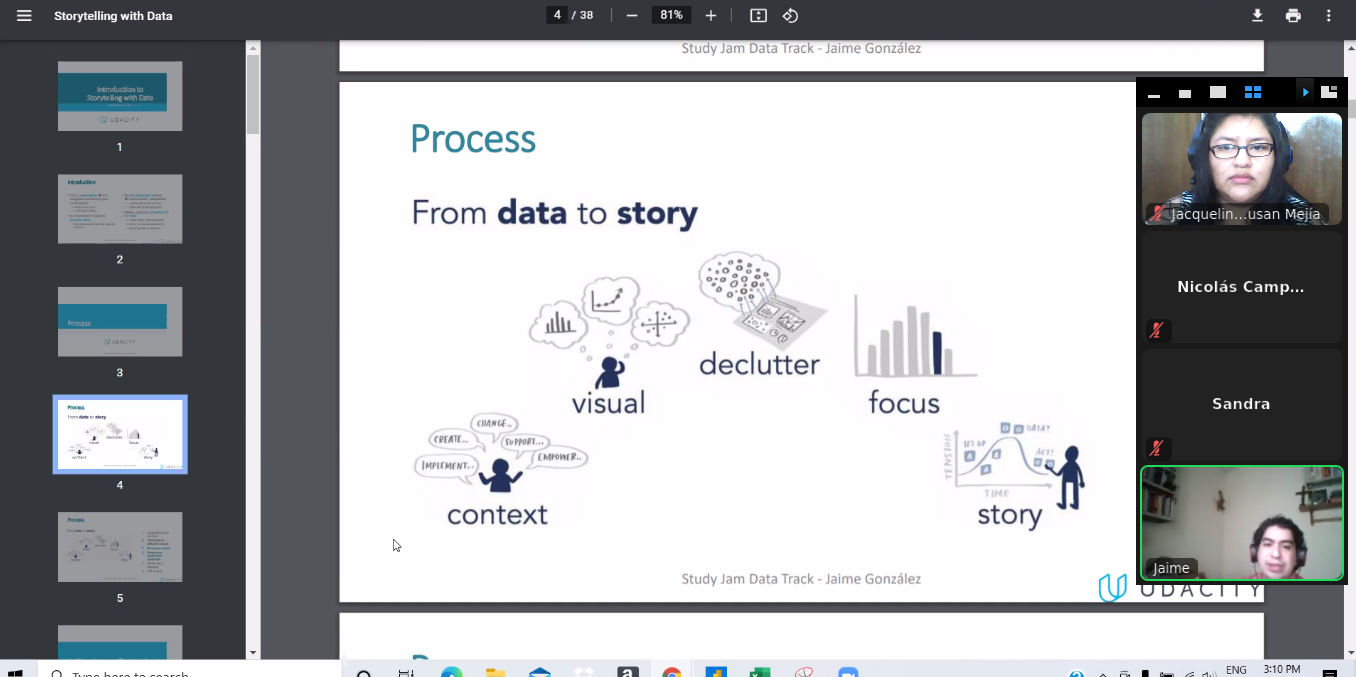 Storytelling with Data
4 / 38
81%
Study Jam Data Track - Jaime González
Introduction to
Storytelling with Data
UDACITY
1
Introduction
2
Process
UDACITY
3
Process
From data to story
visual
declutter
focus
context
story
4
Process
5
Process
From data to story
visual
declutter
focus
CHANGE...
CREATE...
SUPPORT...
IMPLEMENT...
EMPOWER...
context
TENSION
SET UP
DATA!
ACT!
TIME
story
Study Jam Data Track - Jaime González
UDACITY
Jacquelin...usan Mejía
Nicolás Camp...
Sandra
Jaime
Type here to search
ENG
3:10 PM